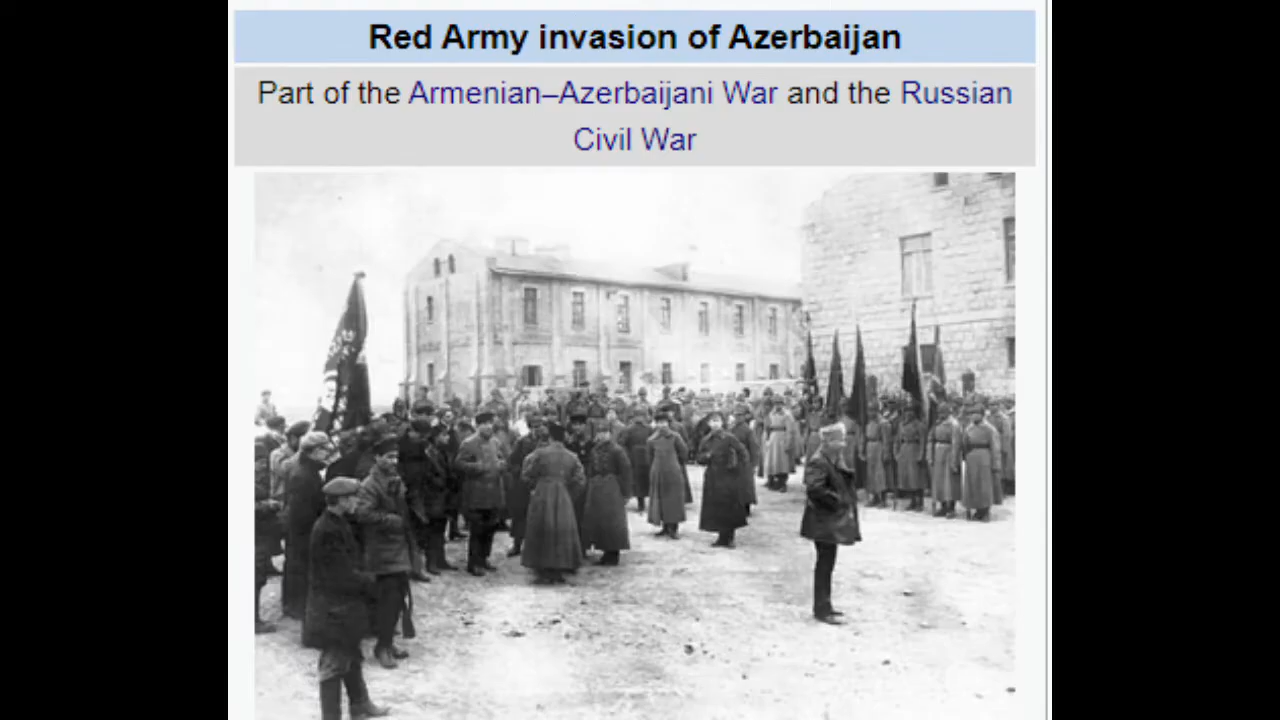 Red Army invasion of Azerbaijan
Part of the Armenian–Azerbaijani War and the Russian
Civil War